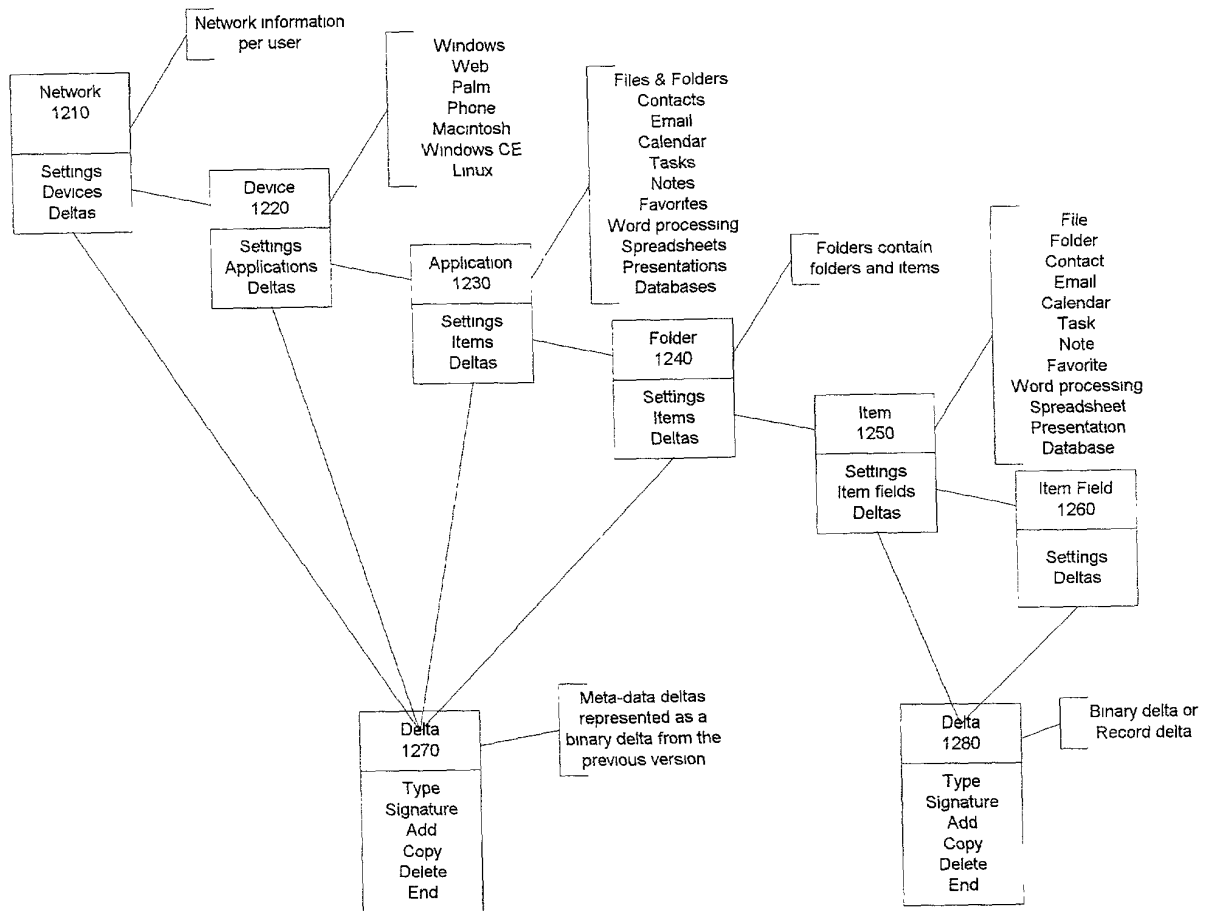 Network information
per user
Network
1210
Settings
Devices
Deltas
Windows
Web
Palm
Phone
Macintosh
Windows CE
Linux
Device
1220
Settings
Applications
Deltas
Files & Folders
Contacts
Email
Calendar
Tasks
Notes
Favorites
Word processing
Spreadsheets
Presentations
Databases
Application
1230
Settings
Items
Deltas
Folders contain
folders and items
Folder
1240
Settings
Items
Deltas
File
Folder
Contact
Email
Calendar
Task
Note
Favorite
Word processing
Spreadsheet
Presentation
Database
Item
1250
Settings
Item fields
Deltas
Item Field
1260
Settings
Deltas
Delta
1270
Type
Signature
Add
Copy
Delete
End
Meta-data deltas
represented as a
binary delta from the
previous version
Delta
1280
Type
Signature
Add
Copy
Delete
End
Binary delta or
Record delta